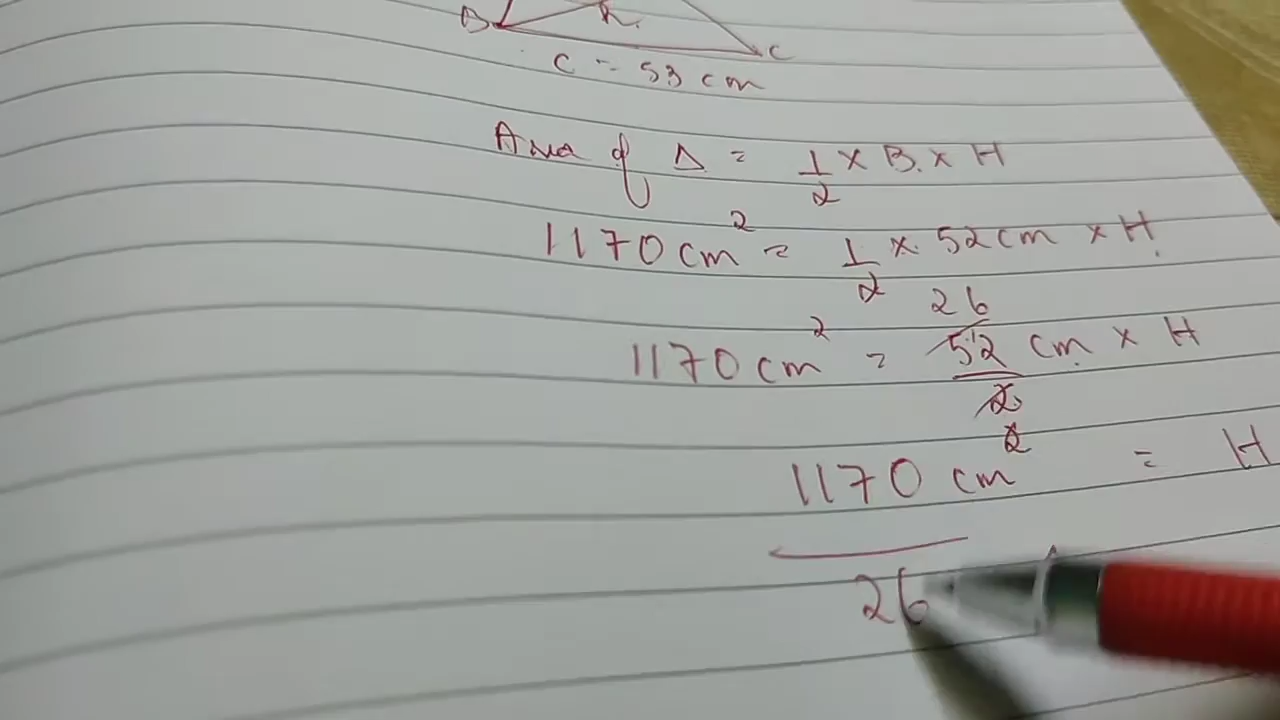 B h. C
C = 53 cm
Area of Δ = 1/2 × B. × H
1170 cm² = 1/2 × 52 cm × H
26
1170 cm² = 52/2 cm × H
1170 cm² = H
26